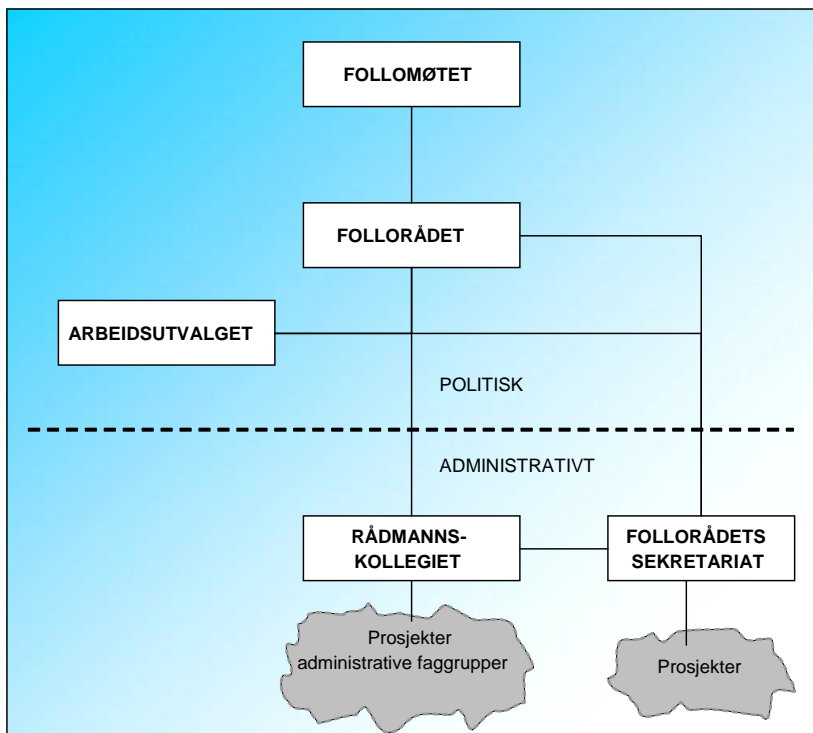 FOLLOMØTET
FOLLORÅDET
ARBEIDSUTVALGET
POLITISK
ADMINISTRATIVT
RÅDMANNS-
KOLLEGIET
FOLLORÅDETS
SEKRETARIAT
Prosjekter
administrative faggrupper
Prosjekter